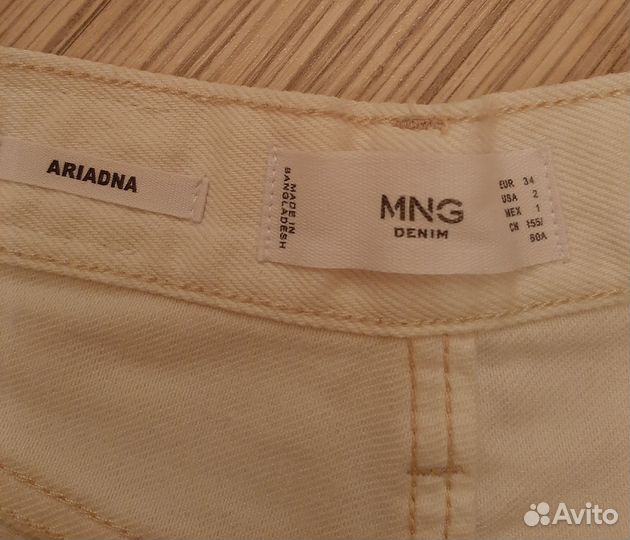 ARIADNA
MADE IN
BANGLADESH
MNG
DENIM
EUR 34
USA 2
MEX 1
CN 155/
60A
Avito